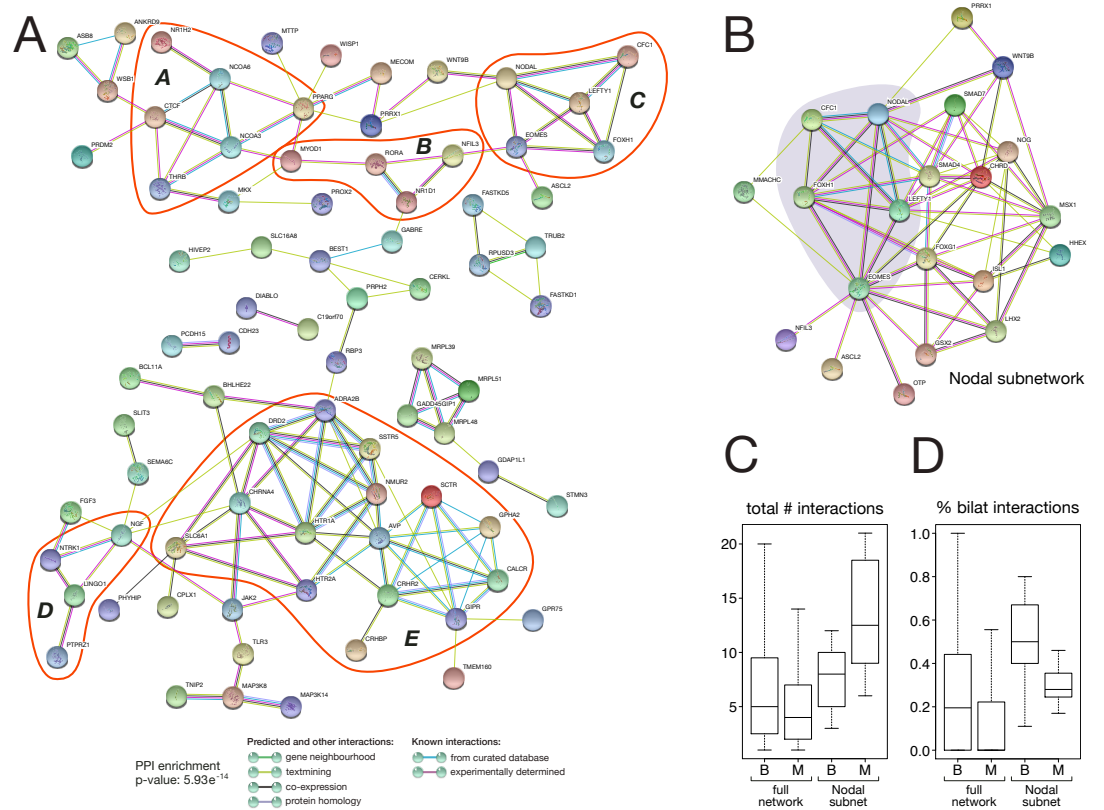 A
ASB8
ANKRD9
WSB1
NR1H2
A
NCOA6
MTTP
WISP1
MECOM
WNT9B
NODAL
CFC1
LEFTY1
C
CTCF
PPARG
PRRX1
EOMES
FOXH1
PRDM2
NCOA3
MYOD1
RORA
B
NFIL3
THRB
MKX
PROX2
NR1D1
ASCL2
FASTKD5
HIVEP2
SLC16A8
BEST1
GABRE
RPUSD3
TRUB2
PRPH2
CERKL
FASTKD1
DIABLO
C19orf70
PCDH15
CDH23
RBP3
MRPL39
MRPL51
BCL11A
BHLHE22
ADRA2B
GADD45GIP1
MRPL48
SLIT3
DRD2
SSTR5
GDAP1L1
SEMA6C
CHRNA4
NMUR2
SCTR
STMN3
FGF3
NGF
HTR1A
AVP
GPHA2
NTRK1
SLC6A1
LINGO1
HTR2A
CRHR2
CALCR
D
PHYHIP
CPLX1
JAK2
GIPR
GPR75
PTPRZ1
CRHBP
E
TLR3
TMEM160
TNIP2
MAP3K8
MAP3K14
PPI enrichment
p-value: 5.93e-14
Predicted and other interactions:
gene neighbourhood
textmining
co-expression
protein homology
Known interactions:
from curated database
experimentally determined
B
PRRX1
WNT9B
CFC1
NODAL
SMAD7
NOG
MMACHC
FOXH1
SMAD4
CHRD
LEFTY1
MSX1
FOXG1
HHEX
EOMES
ISL1
NFIL3
LHX2
GSX2
ASCL2
OTP
Nodal subnetwork
C
total # interactions
20
15
10
5
B
M
B
M
full
network
Nodal
subset
D
% bilat interactions
1.0
0.8
0.6
0.4
0.2
0.0
B
M
B
M
full
network
Nodal
subnet